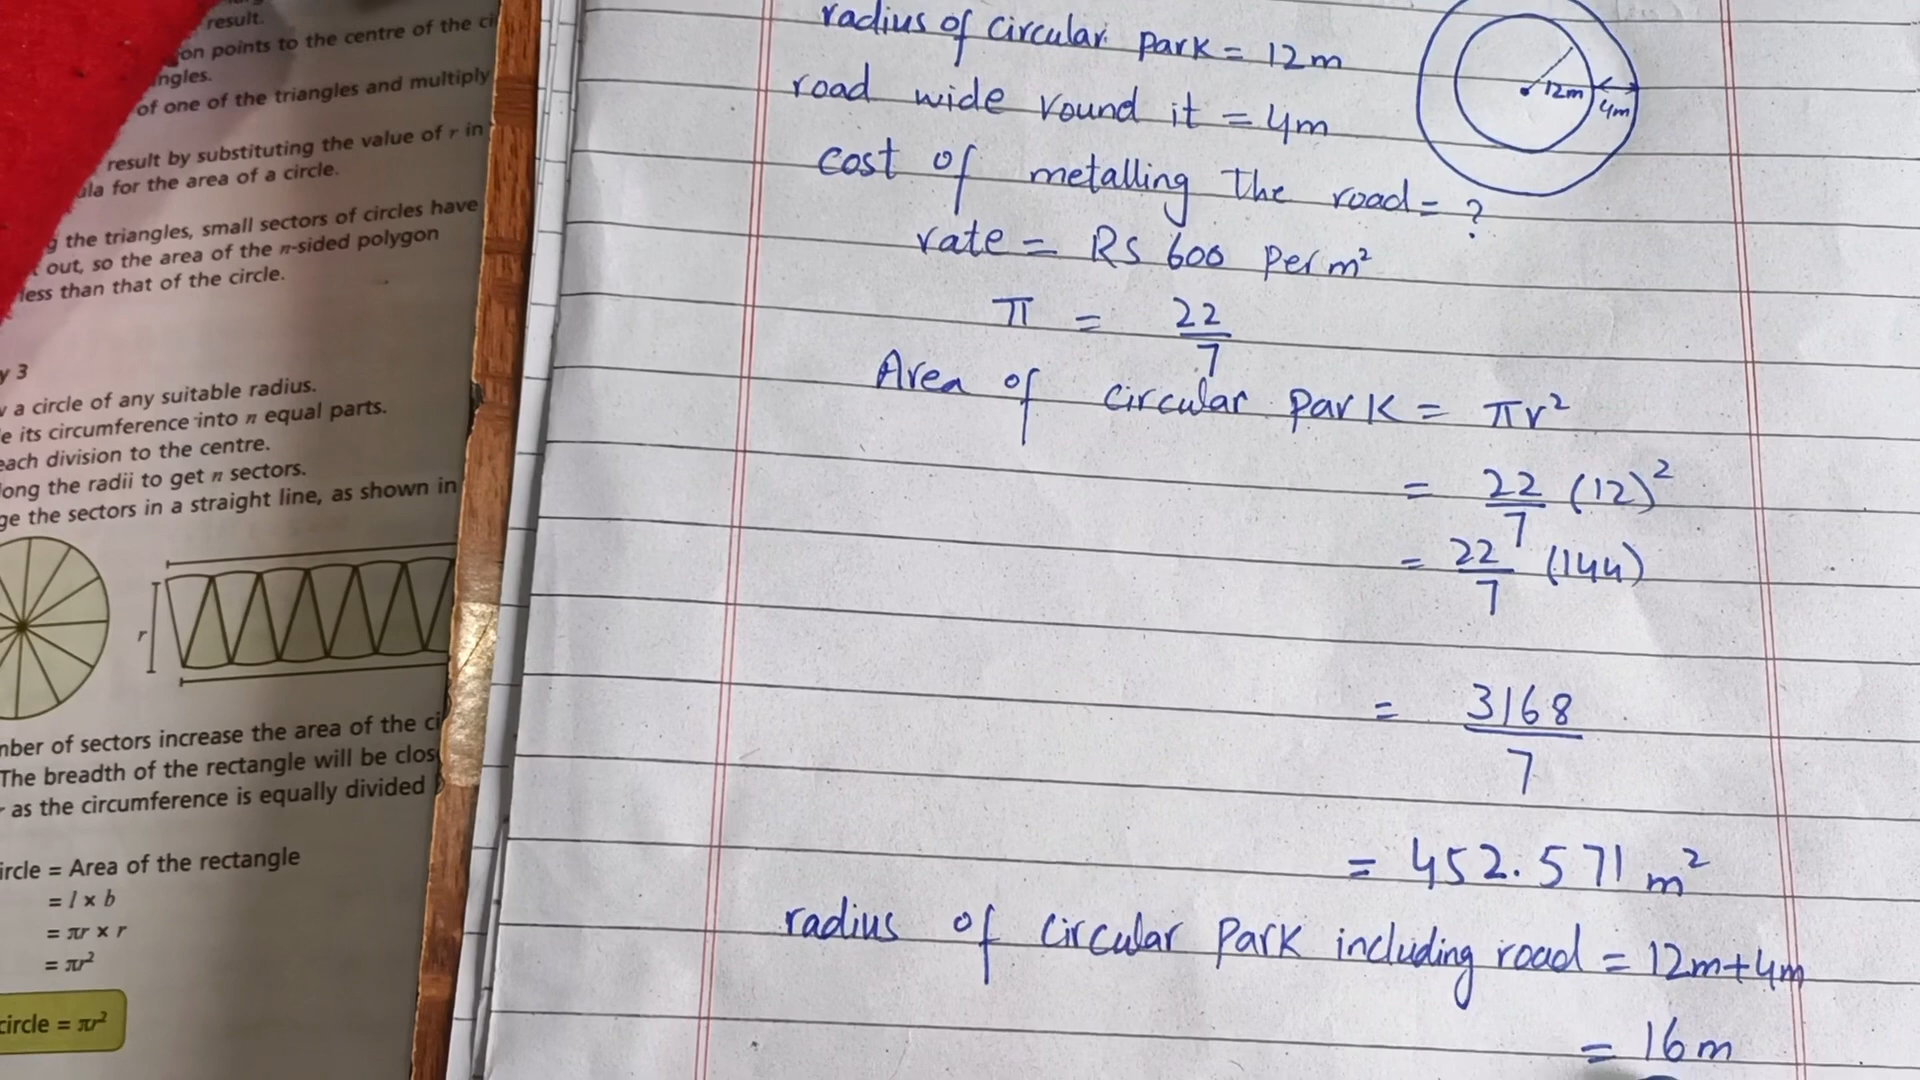 result.
on points to the centre of the ci
ngles.
of one of the triangles and multiply
result by substituting the value of r in
ula for the area of a circle.
the triangles, small sectors of circles have
out, so the area of the n-sided polygon
less than that of the circle.
y 3
a circle of any suitable radius.
e its circumference into n equal parts.
each division to the centre.
ong the radii to get n sectors.
ge the sectors in a straight line, as shown in
r
nber of sectors increase the area of the ci
The breadth of the rectangle will be clos
as the circumference is equally divided
ircle = Area of the rectangle
= l × b
= πr × r
= πr²
circle = πr²
radius of circular park = 12m
road wide round it = 4m
cost of metalling The road = ?
rate = RS 600 Per m²
π = 22/7
12m
4m
Area of circular park = πr²
= 22/7 (12)²
= 22/7 (144)
= 3168/7
= 452.571 m²
radius of circular Park including road = 12m+4m
= 16m